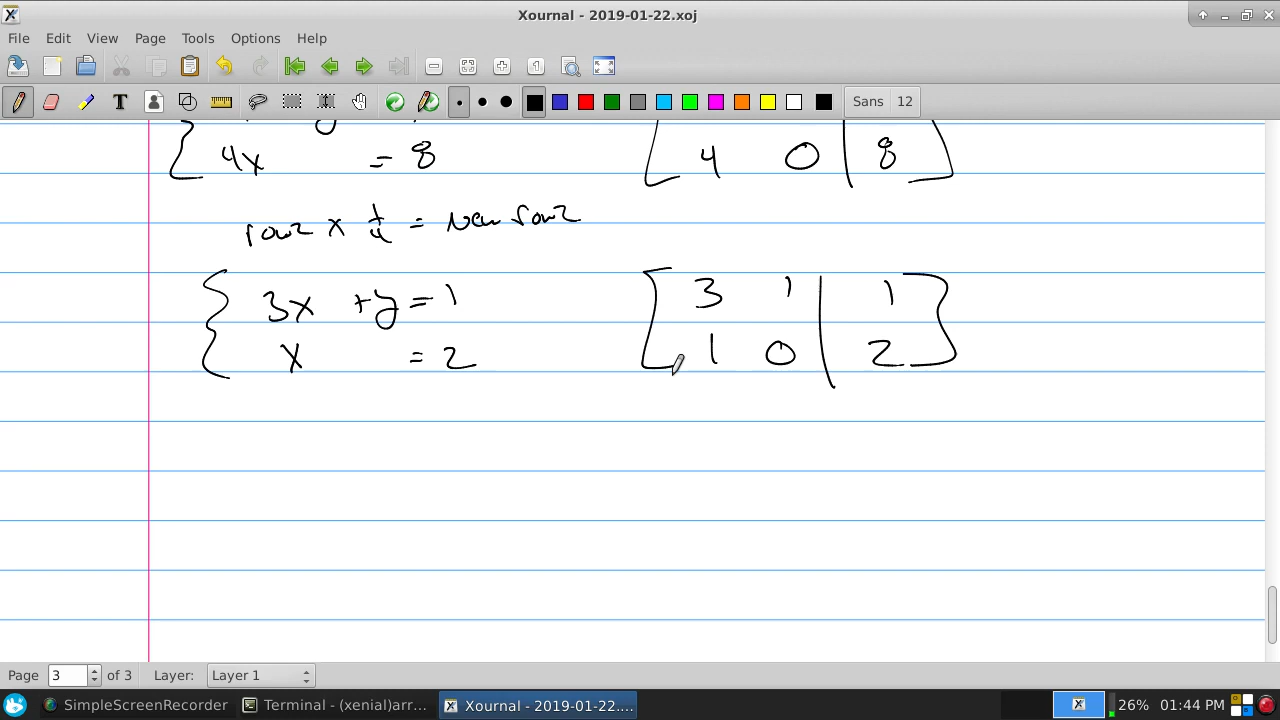 Xournal - 2019-01-22.xoj
File Edit View Page Tools Options Help
Sans 12
4x = 8 [ 4 0 | 8 ]
row2 x 1/4 = New row2
{ 3x + y = 1 [ 3 1 | 1 ]
{ x = 2 [ 1 0 | 2 ]
Page 3 of 3 Layer: Layer 1
SimpleScreenRecorder Terminal - (xenial)arr... Xournal - 2019-01-22.... 26% 01:44 PM